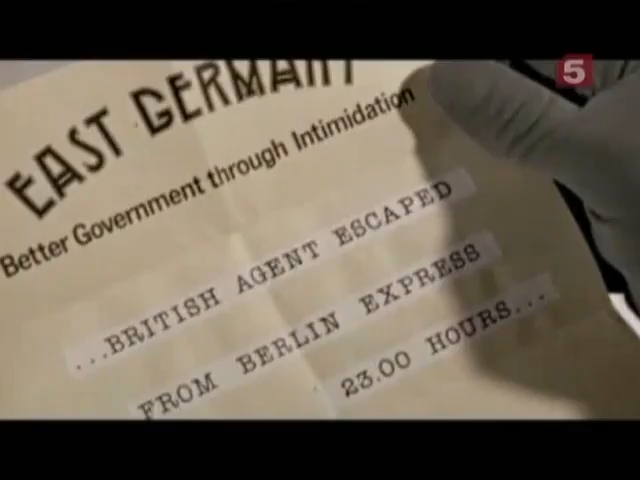 5
EAST GERMANY
Better Government through Intimidation
...BRITISH AGENT ESCAPED
FROM BERLIN EXPRESS
23.00 HOURS...